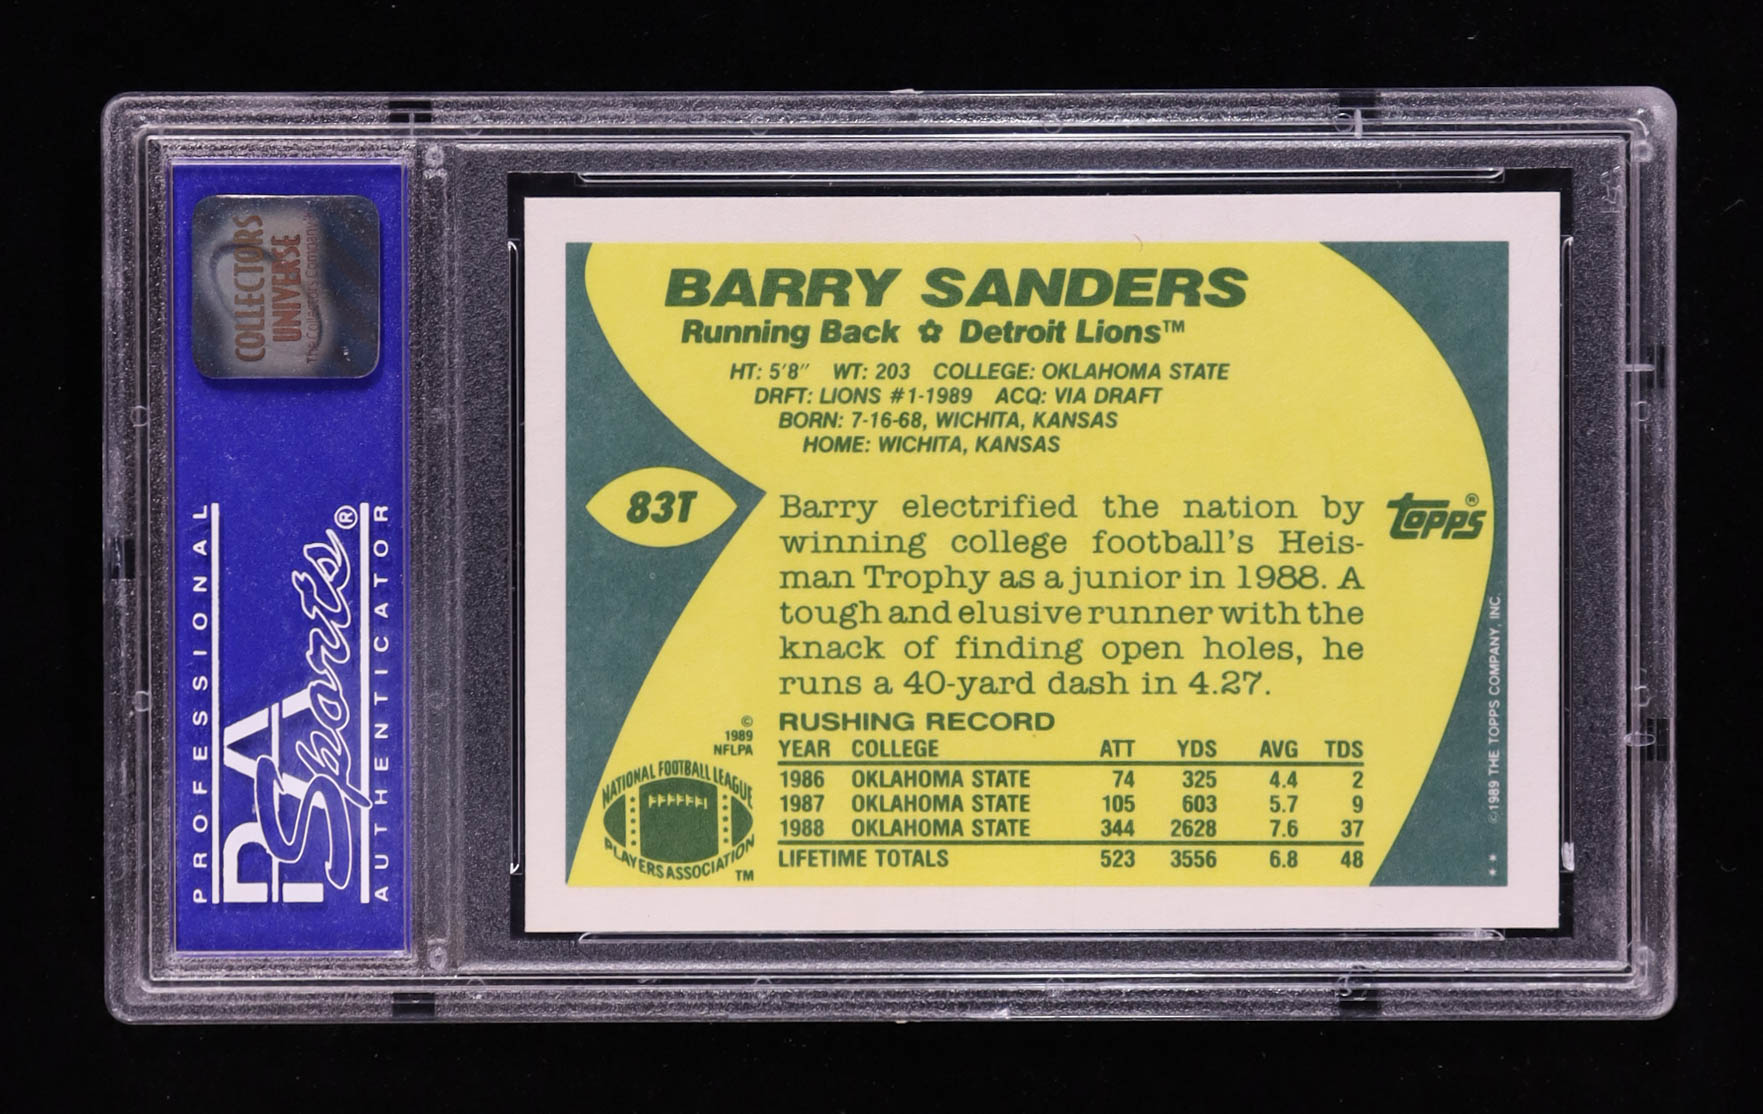 COLLECTORS
UNIVERSE
The Collectors Company
PROFESSIONAL
PSA
Sports®
AUTHENTICATOR
BARRY SANDERS
Running Back ✿ Detroit Lions™
HT: 5'8" WT: 203 COLLEGE: OKLAHOMA STATE
DRFT: LIONS #1-1989 ACQ: VIA DRAFT
BORN: 7-16-68, WICHITA, KANSAS
HOME: WICHITA, KANSAS
83T
Barry electrified the nation by
winning college football's Heis-
man Trophy as a junior in 1988. A
tough and elusive runner with the
knack of finding open holes, he
runs a 40-yard dash in 4.27.
topps®
RUSHING RECORD
YEAR COLLEGE ATT YDS AVG TDS
1986 OKLAHOMA STATE 74 325 4.4 2
1987 OKLAHOMA STATE 105 603 5.7 9
1988 OKLAHOMA STATE 344 2628 7.6 37
LIFETIME TOTALS 523 3556 6.8 48
©
1989
NFLPA
NATIONAL FOOTBALL LEAGUE
PLAYERS ASSOCIATION
TM
** ©1989 THE TOPPS COMPANY, INC.